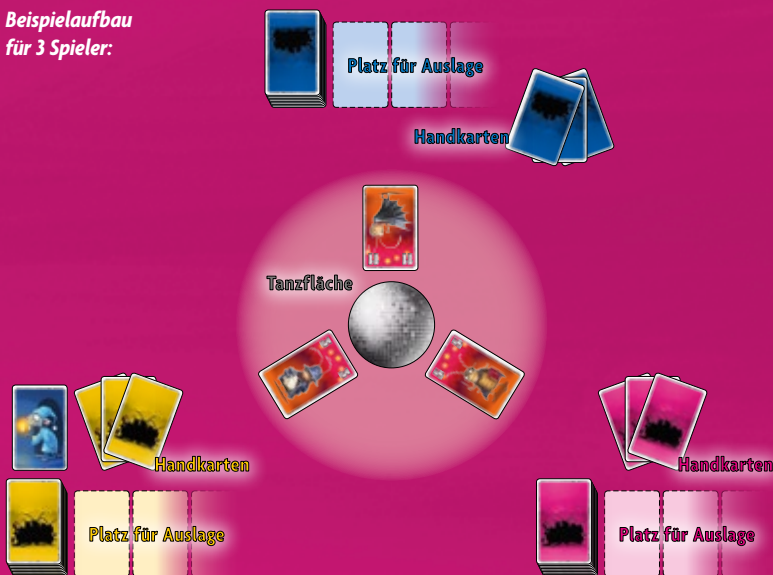 Beispielaufbau
für 3 Spieler:
Platz für Auslage
Handkarten
Tanzfläche
Handkarten
Handkarten
Platz für Auslage
Platz für Auslage